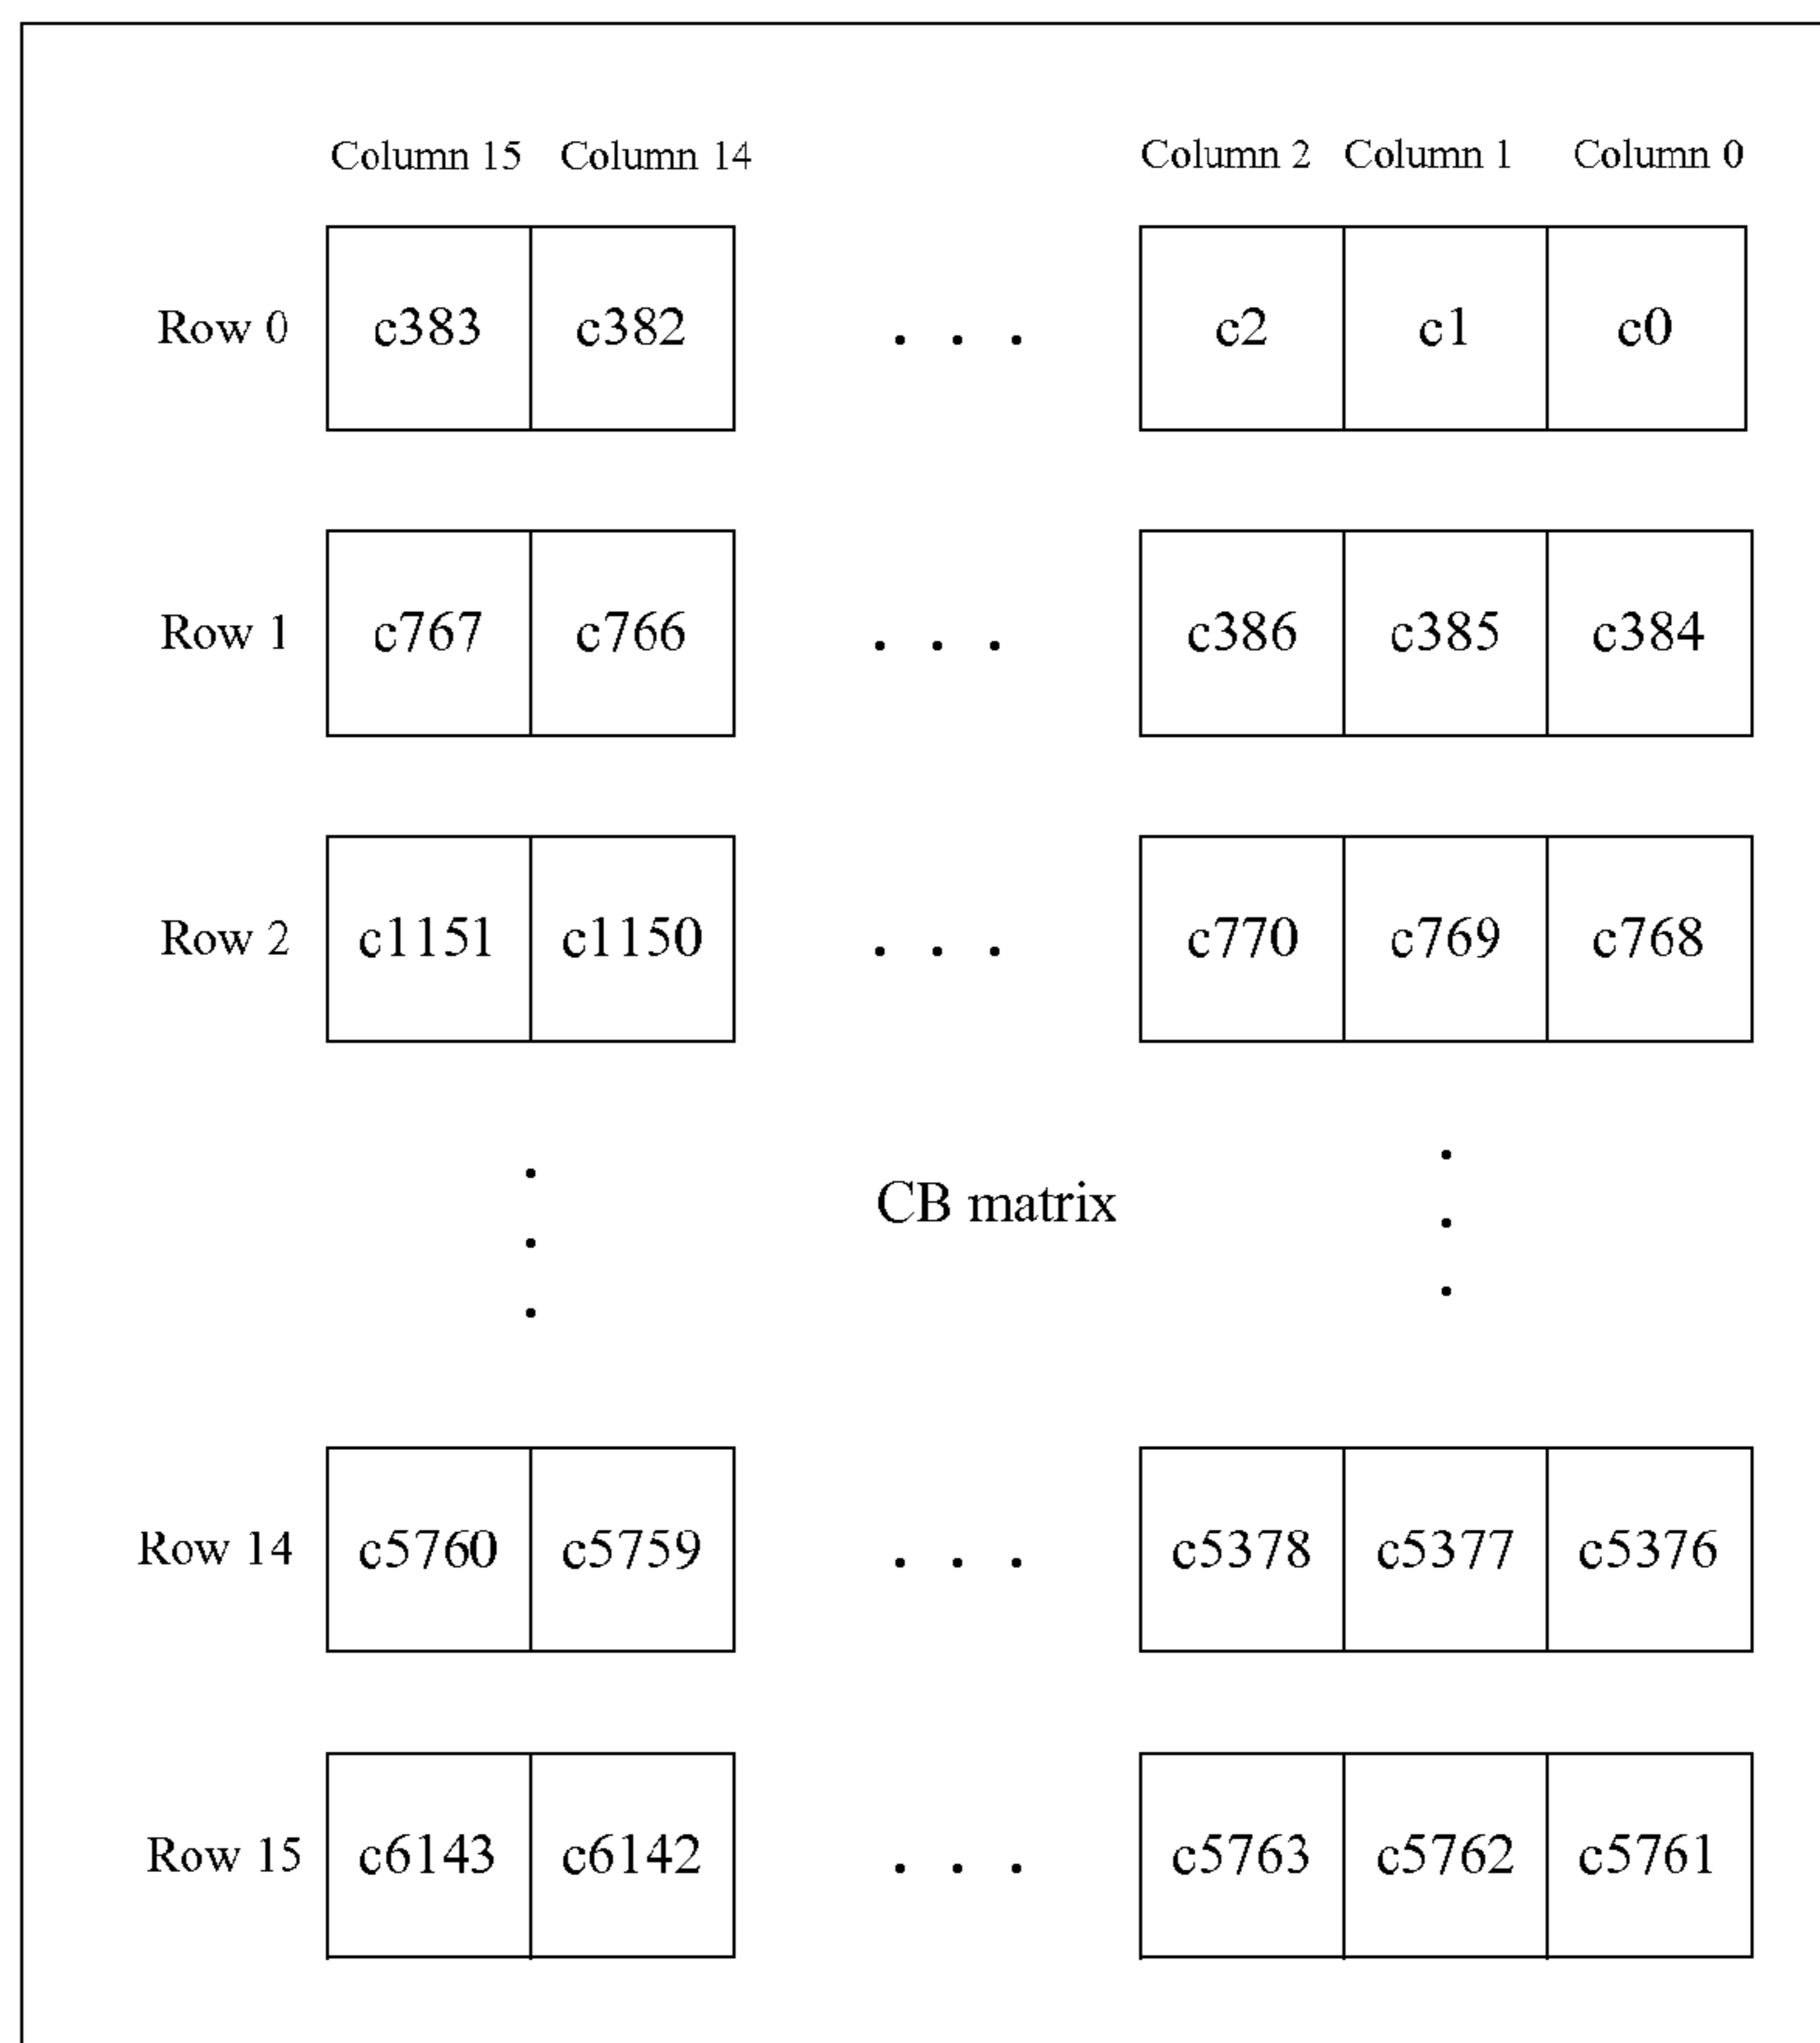 Column 15 Column 14 Column 2 Column 1 Column 0
Row 0 c383 c382 . . . c2 c1 c0
Row 1 c767 c766 . . . c386 c385 c384
Row 2 c1151 c1150 . . . c770 c769 c768
CB matrix
Row 14 c5760 c5759 . . . c5378 c5377 c5376
Row 15 c6143 c6142 . . . c5763 c5762 c5761